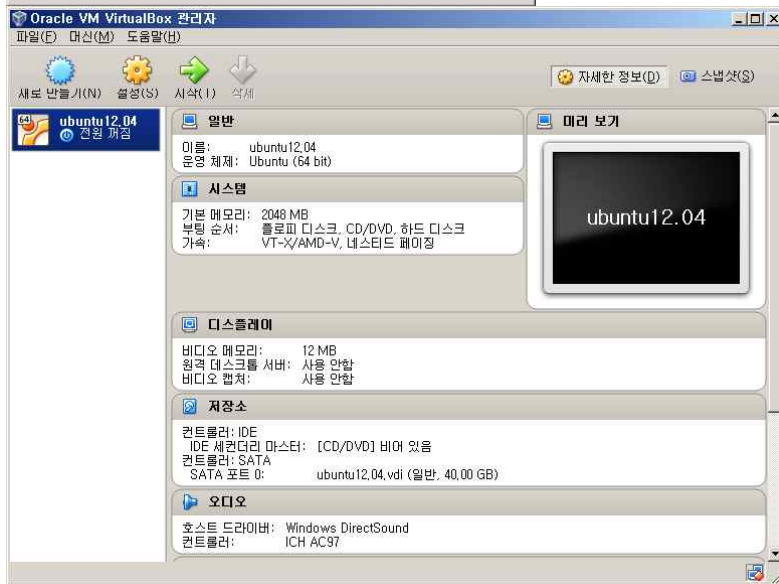 Oracle VM VirtualBox 관리자
파일(F) 머신(M) 도움말(H)
새로 만들기(N) 설정(S) 시작(T) 삭제
자세한 정보(D) 스냅샷(S)
64
ubuntu12.04
전원 꺼짐
일반
이름: ubuntu12.04
운영 체제: Ubuntu (64 bit)
시스템
기본 메모리: 2048 MB
부팅 순서: 플로피 디스크, CD/DVD, 하드 디스크
가속: VT-X/AMD-V, 네스티드 페이징
미리 보기
ubuntu12.04
디스플레이
비디오 메모리: 12 MB
원격 데스크톱 서버: 사용 안함
비디오 캡처: 사용 안함
저장소
컨트롤러: IDE
IDE 세컨더리 마스터: [CD/DVD] 비어 있음
컨트롤러: SATA
SATA 포트 0: ubuntu12.04.vdi (일반, 40.00 GB)
오디오
호스트 드라이버: Windows DirectSound
컨트롤러: ICH AC97